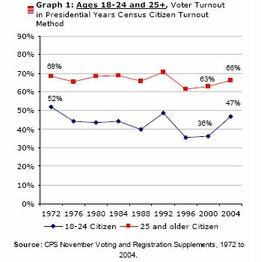 Graph 1: Ages 18-24 and 25+, Voter Turnout
in Presidential Years Census Citizen Turnout
Method
90%
80%
70%
60%
50%
40%
30%
20%
10%
0%
68%
52%
63%
36%
66%
47%
1972 1976 1980 1984 1988 1992 1996 2000 2004
18-24 Citizen 25 and older Citizen
Source: CPS November Voting and Registration Supplements, 1972 to
2004.